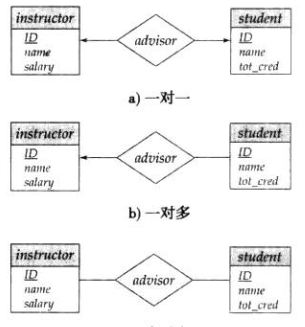 instructor student
ID advisor ID
name name
salary tot_cred
a) 一对一
instructor student
ID advisor ID
name name
salary tot_cred
b) 一对多
instructor student
ID advisor ID
name name
salary tot_cred